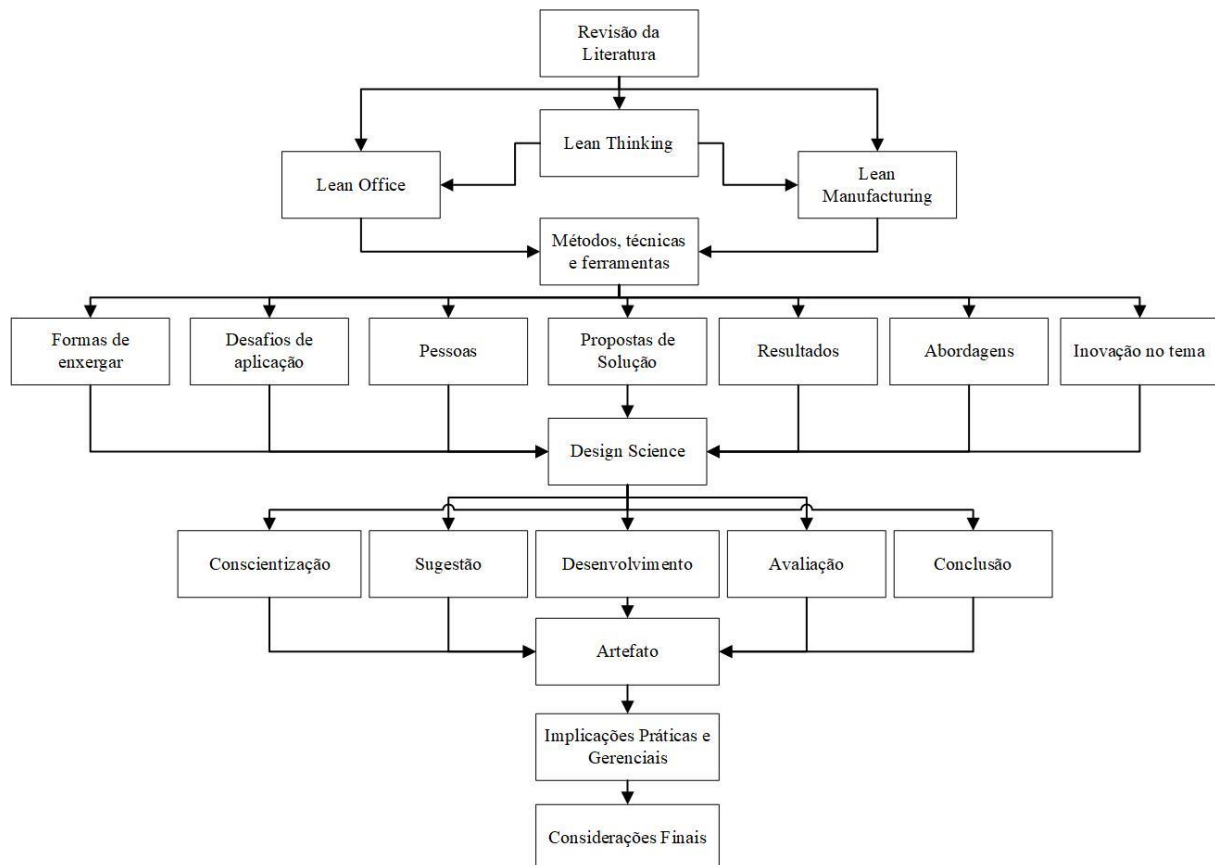 Revisão da
Literatura
Lean Thinking
Lean Office
Lean
Manufacturing
Métodos, técnicas
e ferramentas
Formas de
enxergar
Desafios de
aplicação
Pessoas
Propostas de
Solução
Resultados
Abordagens
Inovação no tema
Design Science
Conscientização
Sugestão
Desenvolvimento
Avaliação
Conclusão
Artefato
Implicações Práticas e
Gerenciais
Considerações Finais